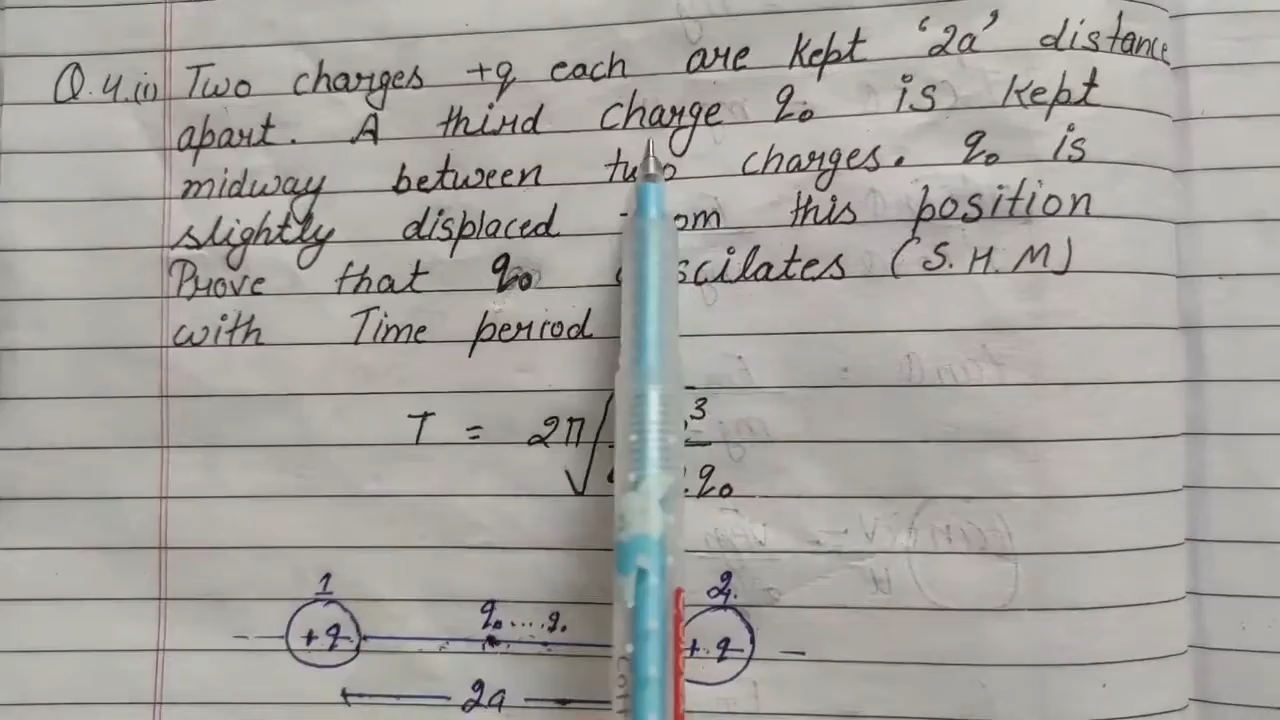 Q.4.(i) Two charges +q each are kept '2a' distance
apart. A third charge q₀ is kept
midway between two charges. q₀ is
slightly displaced from this position
Prove that q₀ oscilates (S.H.M)
with Time period
T = 2π√ ³
.q₀
1 2.
+q q₀....q₀ +q
2a